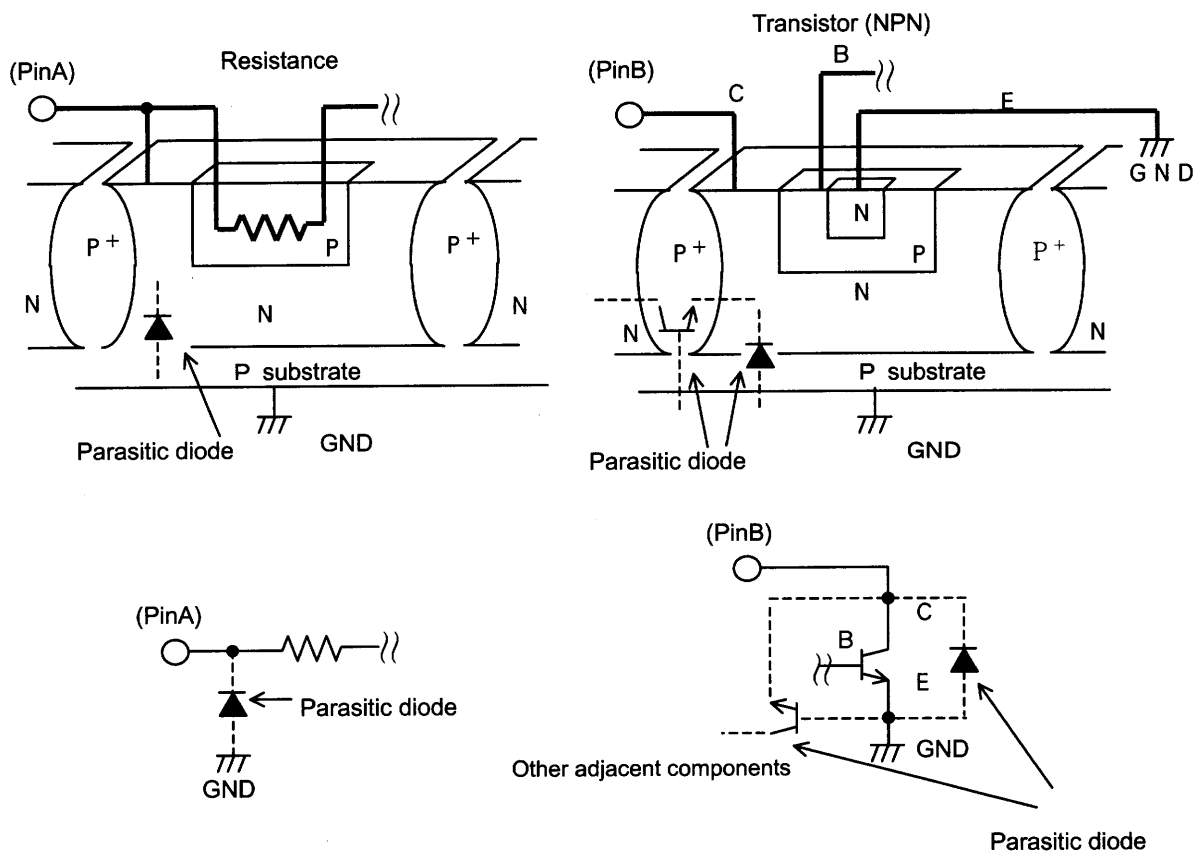 Resistance
(PinA)
P+
P+
N
P
N
N
P substrate
GND
Parasitic diode
Transistor (NPN)
(PinB)
C
B
E
G N D
P+
N
P
P+
N
N
N
P substrate
GND
Parasitic diode
(PinA)
Parasitic diode
GND
(PinB)
C
B
E
GND
Other adjacent components
Parasitic diode